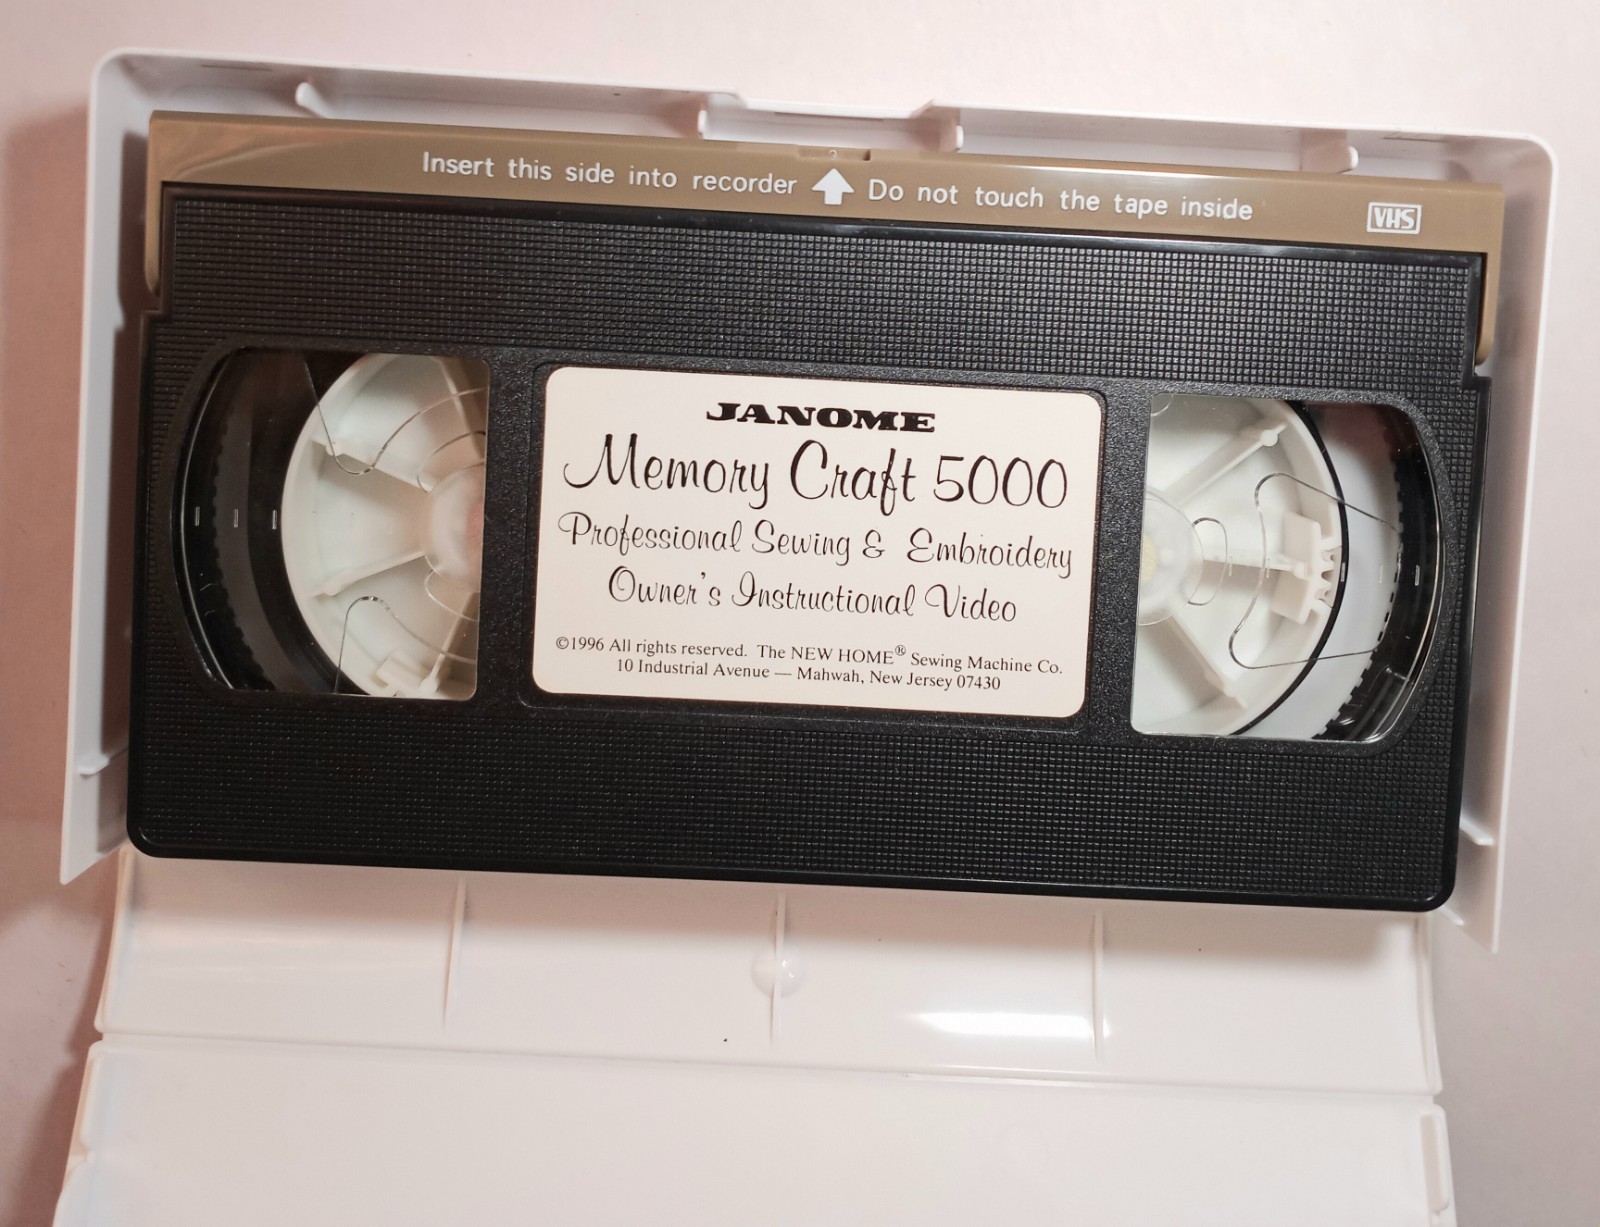 Insert this side into recorder Do not touch the tape inside
VHS
JANOME
Memory Craft 5000
Professional Sewing & Embroidery
Owner's Instructional Video
©1996 All rights reserved. The NEW HOME® Sewing Machine Co.
10 Industrial Avenue — Mahwah, New Jersey 07430